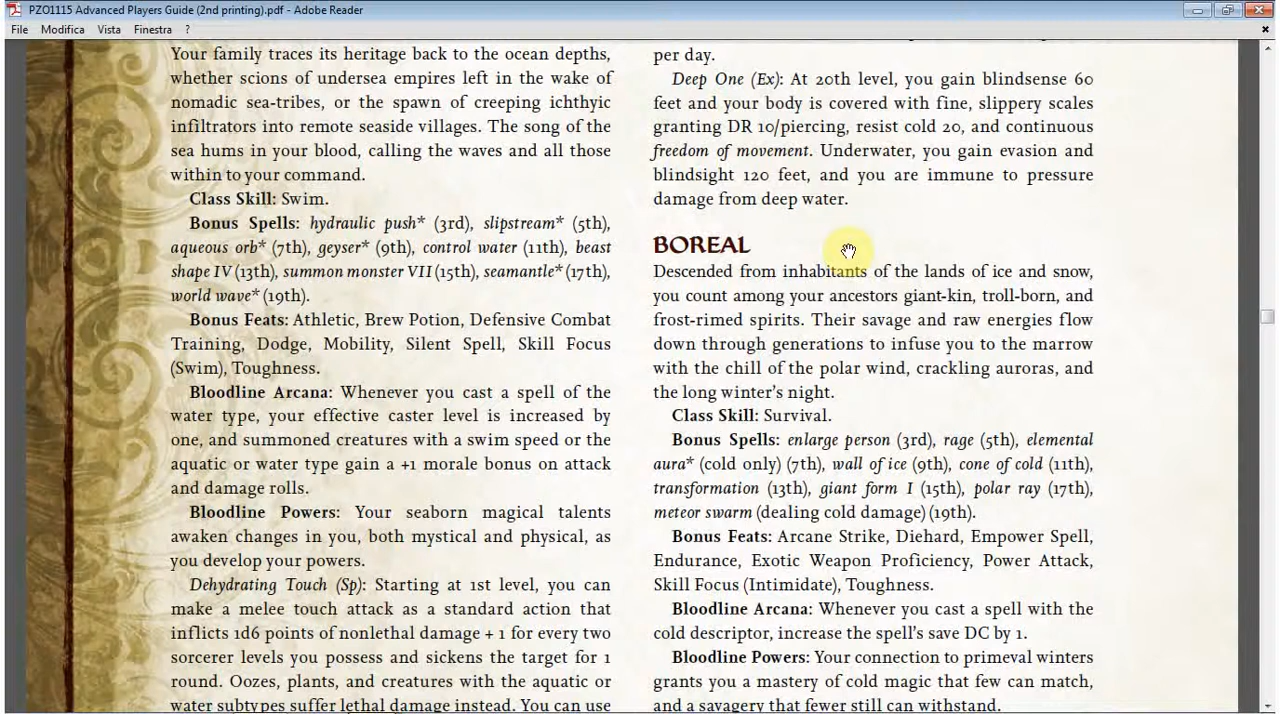 PZO1115 Advanced Players Guide (2nd printing).pdf - Adobe Reader
File Modifica Vista Finestra ?
Your family traces its heritage back to the ocean depths,
whether scions of undersea empires left in the wake of
nomadic sea-tribes, or the spawn of creeping ichthyic
infiltrators into remote seaside villages. The song of the
sea hums in your blood, calling the waves and all those
within to your command.
Class Skill: Swim.
Bonus Spells: hydraulic push* (3rd), slipstream* (5th),
aqueous orb* (7th), geyser* (9th), control water (11th), beast
shape IV (13th), summon monster VII (15th), seamantle* (17th),
world wave* (19th).
Bonus Feats: Athletic, Brew Potion, Defensive Combat
Training, Dodge, Mobility, Silent Spell, Skill Focus
(Swim), Toughness.
Bloodline Arcana: Whenever you cast a spell of the
water type, your effective caster level is increased by
one, and summoned creatures with a swim speed or the
aquatic or water type gain a +1 morale bonus on attack
and damage rolls.
Bloodline Powers: Your seaborn magical talents
awaken changes in you, both mystical and physical, as
you develop your powers.
Dehydrating Touch (Sp): Starting at 1st level, you can
make a melee touch attack as a standard action that
inflicts 1d6 points of nonlethal damage + 1 for every two
sorcerer levels you possess and sickens the target for 1
round. Oozes, plants, and creatures with the aquatic or
water subtypes suffer lethal damage instead. You can use
per day.
Deep One (Ex): At 20th level, you gain blindsense 60
feet and your body is covered with fine, slippery scales
granting DR 10/piercing, resist cold 20, and continuous
freedom of movement. Underwater, you gain evasion and
blindsight 120 feet, and you are immune to pressure
damage from deep water.
BOREAL
Descended from inhabitants of the lands of ice and snow,
you count among your ancestors giant-kin, troll-born, and
frost-rimed spirits. Their savage and raw energies flow
down through generations to infuse you to the marrow
with the chill of the polar wind, crackling auroras, and
the long winter's night.
Class Skill: Survival.
Bonus Spells: enlarge person (3rd), rage (5th), elemental
aura* (cold only) (7th), wall of ice (9th), cone of cold (11th),
transformation (13th), giant form I (15th), polar ray (17th),
meteor swarm (dealing cold damage) (19th).
Bonus Feats: Arcane Strike, Diehard, Empower Spell,
Endurance, Exotic Weapon Proficiency, Power Attack,
Skill Focus (Intimidate), Toughness.
Bloodline Arcana: Whenever you cast a spell with the
cold descriptor, increase the spell's save DC by 1.
Bloodline Powers: Your connection to primeval winters
grants you a mastery of cold magic that few can match,
and a savagery that fewer still can withstand.